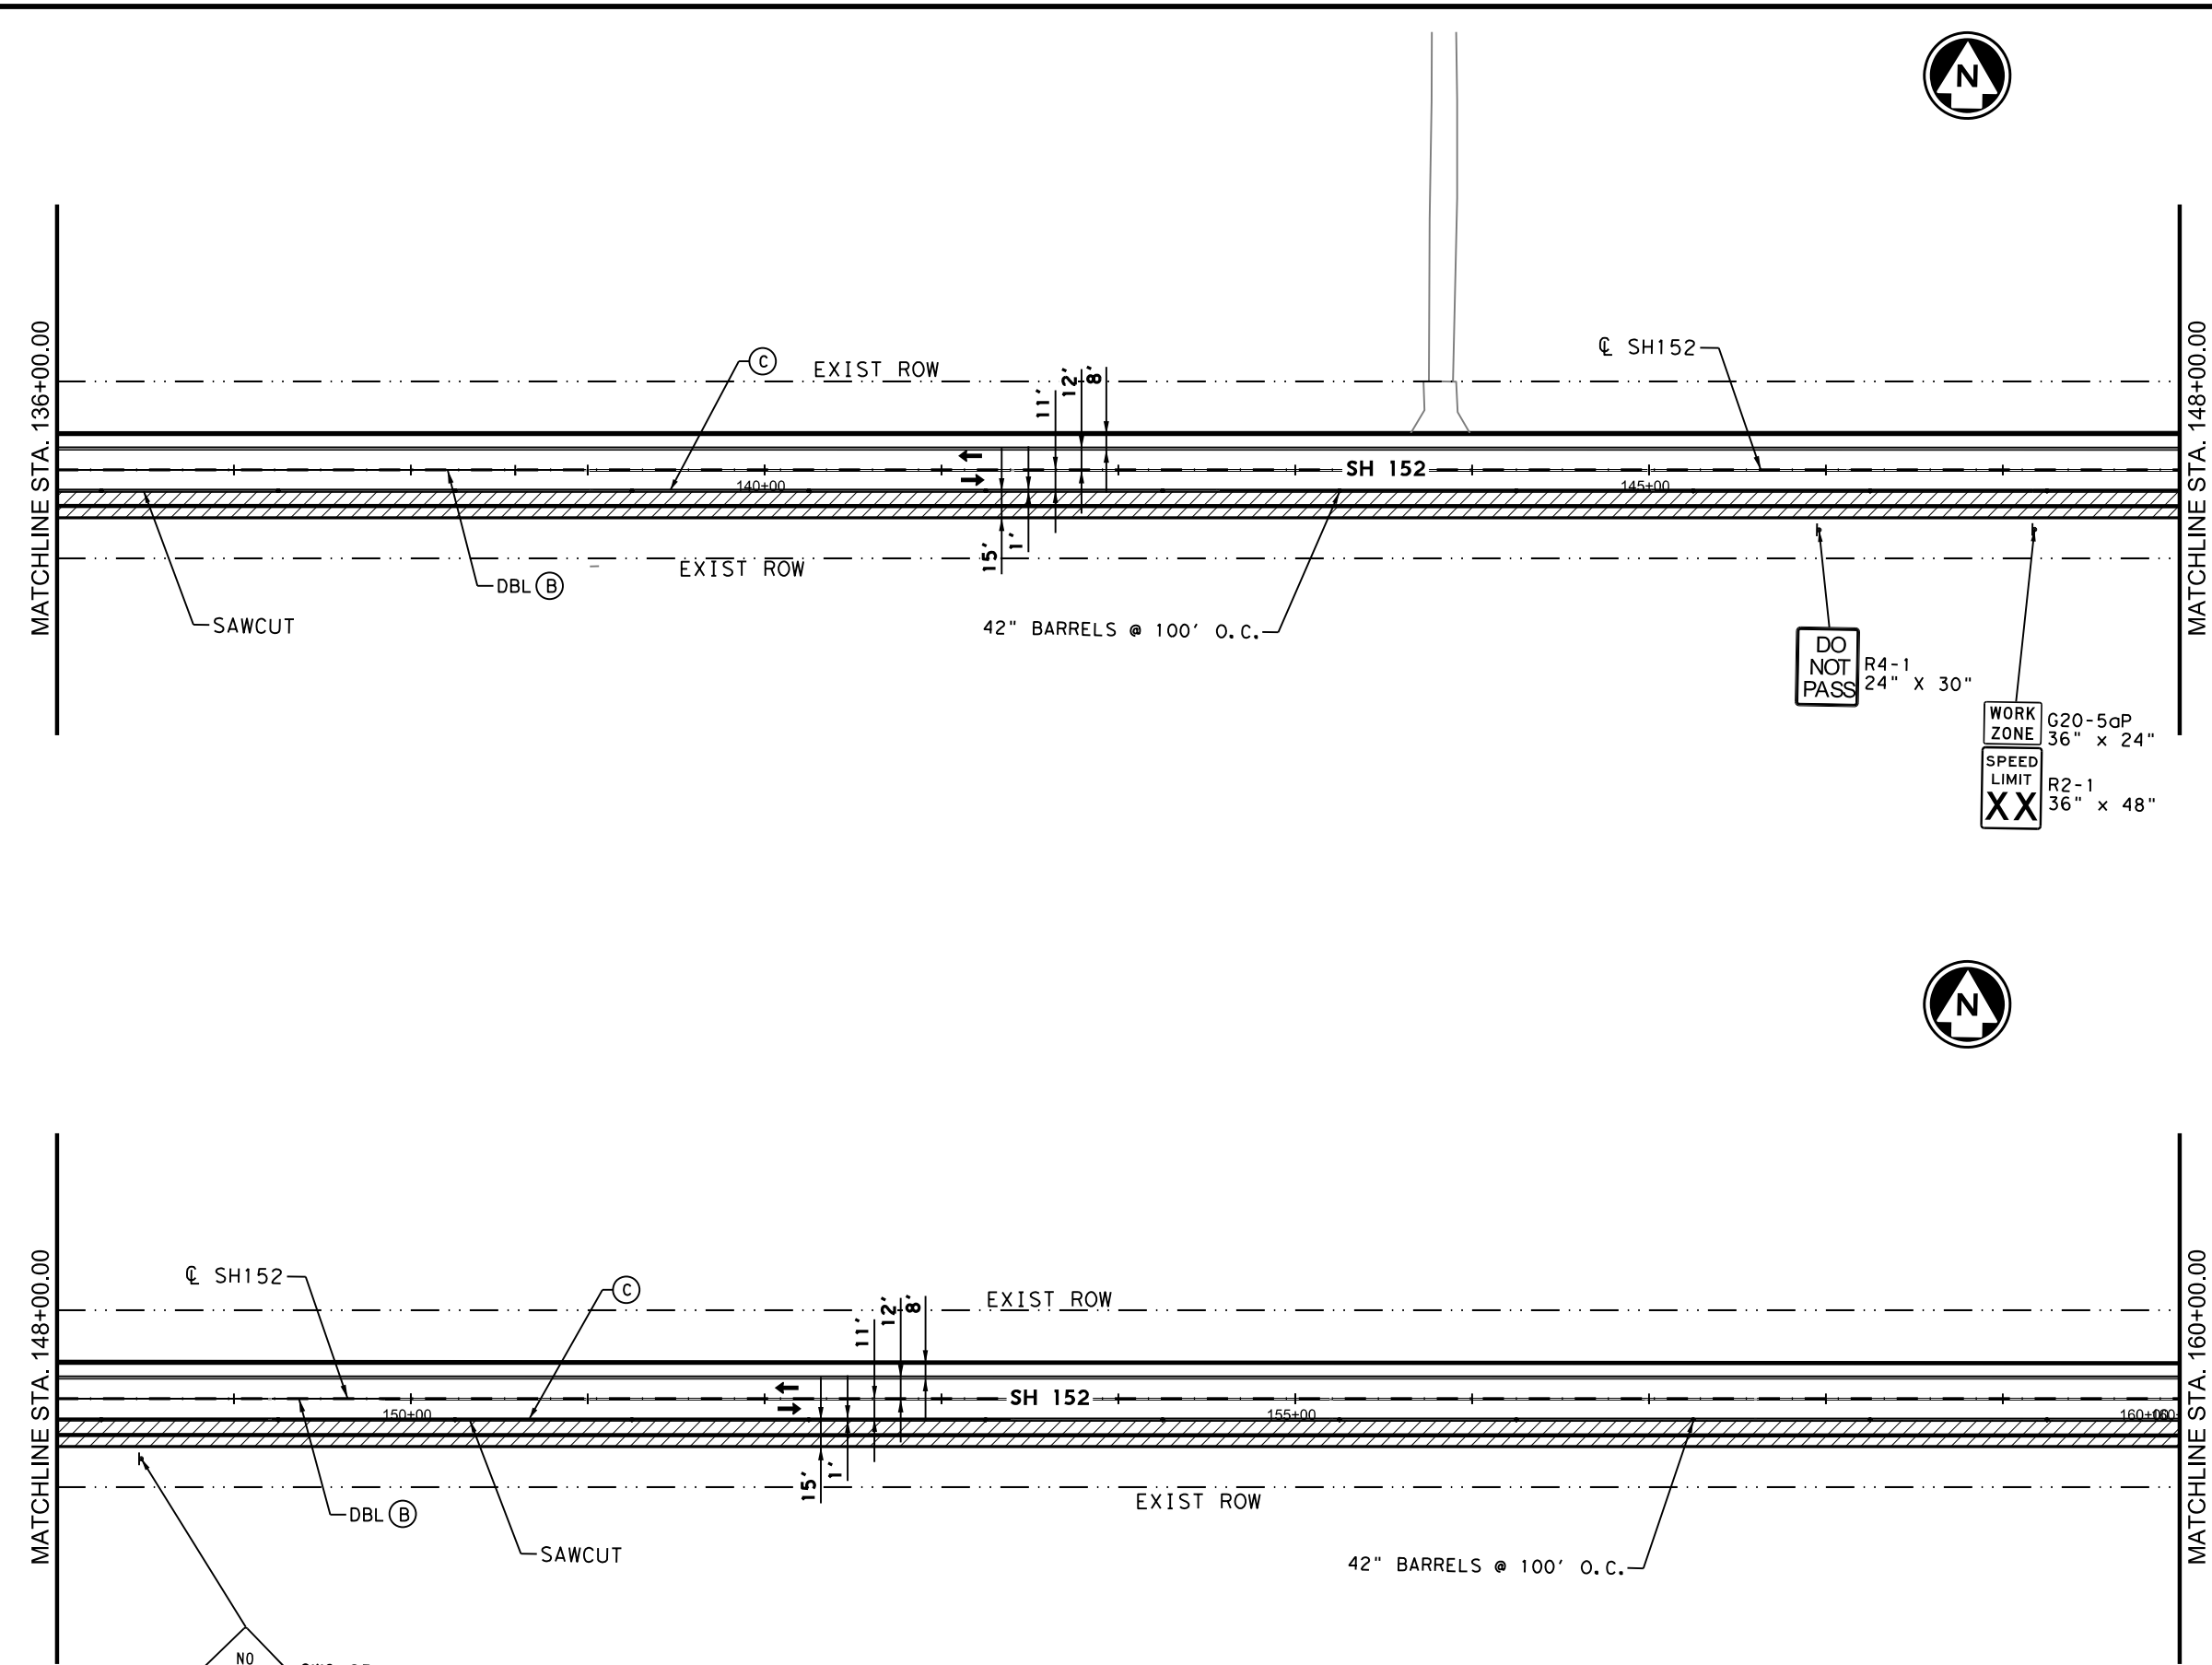 N
MATCHLINE STA. 136+00.00
MATCHLINE STA. 148+00.00
C
EXIST ROW
11'
12'
8'
℄ SH152
SH 152
140+00
145+00
15'
1'
EXIST ROW
DBL B
SAWCUT
42" BARRELS @ 100' O.C.
DO
NOT
PASS
R4-1
24" X 30"
WORK
ZONE
G20-5aP
36" x 24"
SPEED
LIMIT
XX
R2-1
36" x 48"
N
MATCHLINE STA. 148+00.00
MATCHLINE STA. 160+00.00
℄ SH152
C
EXIST ROW
11'
12'
8'
SH 152
150+00
155+00
160+00
15'
1'
EXIST ROW
DBL B
SAWCUT
42" BARRELS @ 100' O.C.
NO